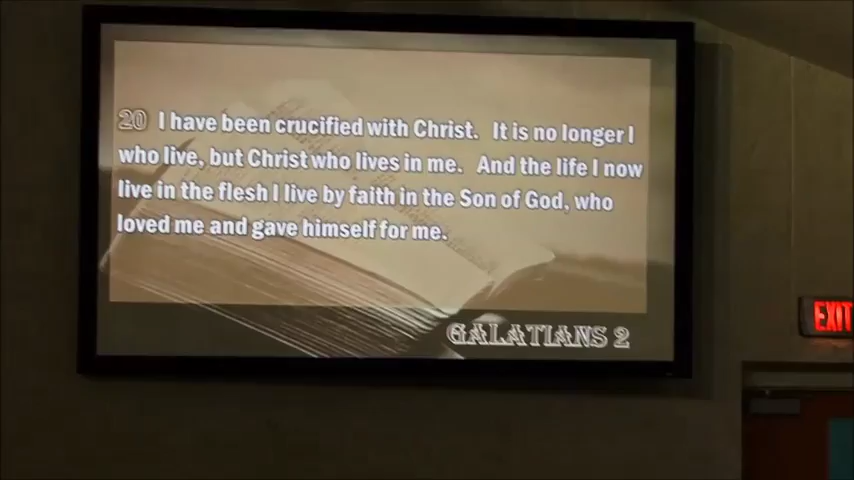 20 I have been crucified with Christ. It is no longer I
who live, but Christ who lives in me. And the life I now
live in the flesh I live by faith in the Son of God, who
loved me and gave himself for me.
GALATIANS 2
EXIT